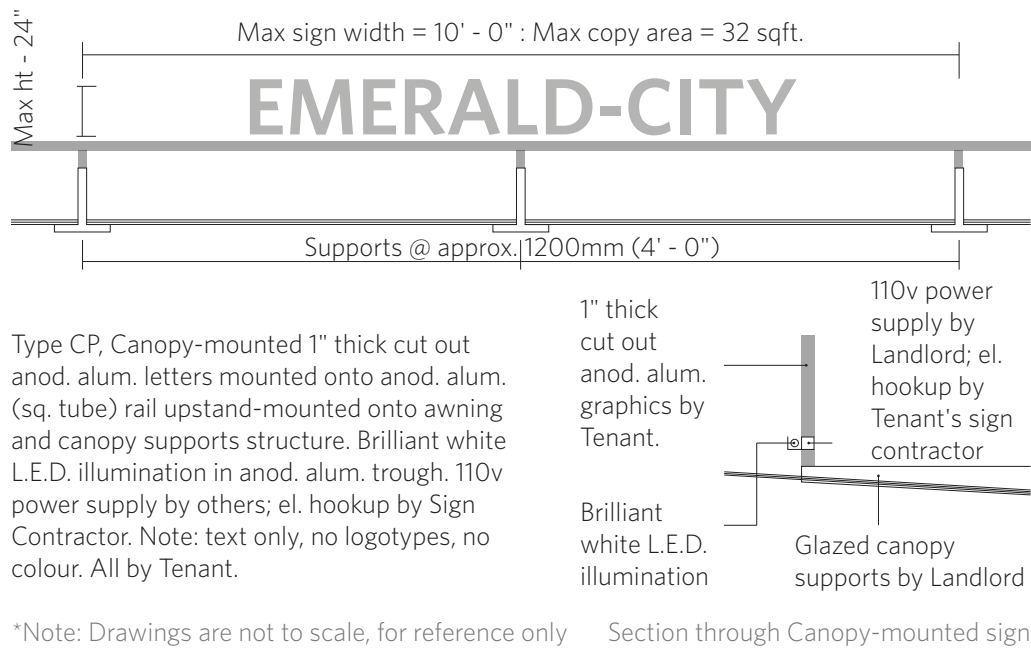 Max sign width = 10' - 0" : Max copy area = 32 sqft.
Max ht - 24"
EMERALD-CITY
Supports @ approx. 1200mm (4' - 0")
Type CP, Canopy-mounted 1" thick cut out
anod. alum. letters mounted onto anod. alum.
(sq. tube) rail upstand-mounted onto awning
and canopy supports structure. Brilliant white
L.E.D. illumination in anod. alum. trough. 110v
power supply by others; el. hookup by Sign
Contractor. Note: text only, no logotypes, no
colour. All by Tenant.
1" thick
cut out
anod. alum.
graphics by
Tenant.
110v power
supply by
Landlord; el.
hookup by
Tenant's sign
contractor
Brilliant
white L.E.D.
illumination
Glazed canopy
supports by Landlord
*Note: Drawings are not to scale, for reference only
Section through Canopy-mounted sign